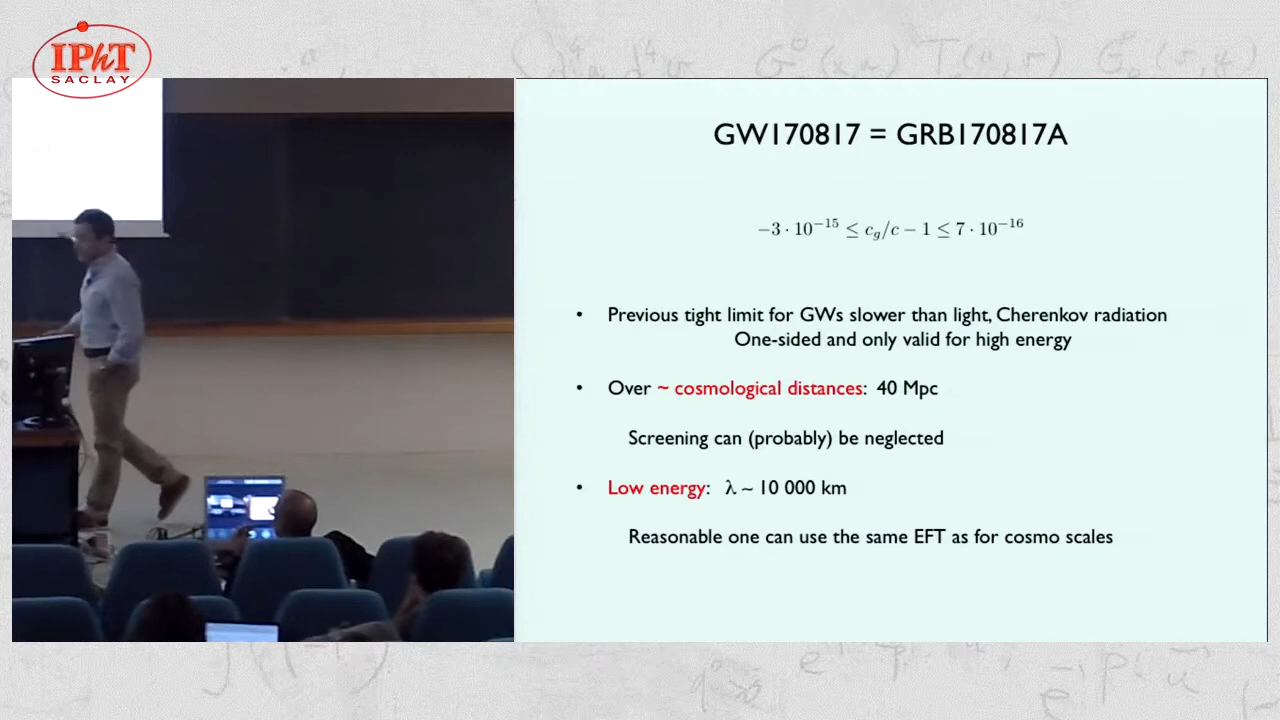 IPhT
SACLAY
GW170817 = GRB170817A
−3 · 10⁻¹⁵ ≤ c_g/c − 1 ≤ 7 · 10⁻¹⁶
• Previous tight limit for GWs slower than light, Cherenkov radiation
One-sided and only valid for high energy
• Over ~ cosmological distances: 40 Mpc
Screening can (probably) be neglected
• Low energy: λ ~ 10 000 km
Reasonable one can use the same EFT as for cosmo scales